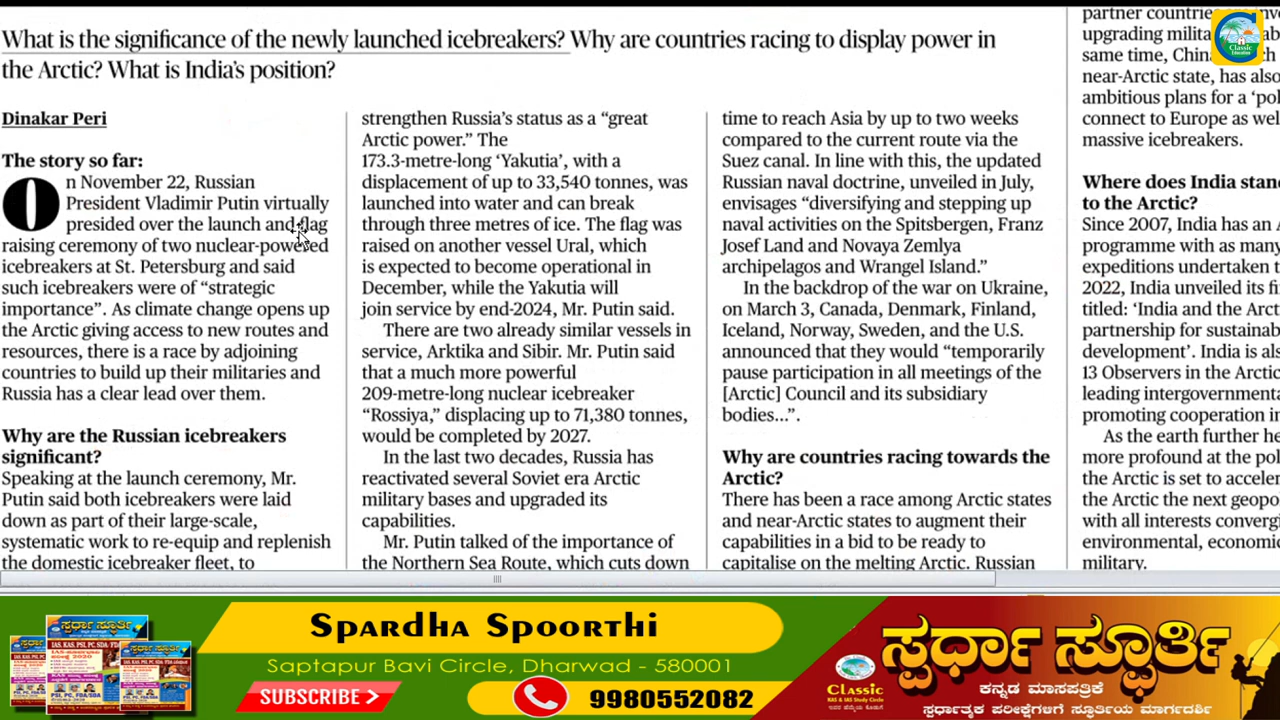 What is the significance of the newly launched icebreakers? Why are countries racing to display power in
the Arctic? What is India's position?
Dinakar Peri
The story so far:
On November 22, Russian
President Vladimir Putin virtually
presided over the launch and flag
raising ceremony of two nuclear-powered
icebreakers at St. Petersburg and said
such icebreakers were of “strategic
importance”. As climate change opens up
the Arctic giving access to new routes and
resources, there is a race by adjoining
countries to build up their militaries and
Russia has a clear lead over them.
Why are the Russian icebreakers
significant?
Speaking at the launch ceremony, Mr.
Putin said both icebreakers were laid
down as part of their large-scale,
systematic work to re-equip and replenish
the domestic icebreaker fleet, to
strengthen Russia's status as a “great
Arctic power.” The
173.3-metre-long ‘Yakutia’, with a
displacement of up to 33,540 tonnes, was
launched into water and can break
through three metres of ice. The flag was
raised on another vessel Ural, which
is expected to become operational in
December, while the Yakutia will
join service by end-2024, Mr. Putin said.
There are two already similar vessels in
service, Arktika and Sibir. Mr. Putin said
that a much more powerful
209-metre-long nuclear icebreaker
“Rossiya,” displacing up to 71,380 tonnes,
would be completed by 2027.
In the last two decades, Russia has
reactivated several Soviet era Arctic
military bases and upgraded its
capabilities.
Mr. Putin talked of the importance of
the Northern Sea Route, which cuts down
time to reach Asia by up to two weeks
compared to the current route via the
Suez canal. In line with this, the updated
Russian naval doctrine, unveiled in July,
envisages “diversifying and stepping up
naval activities on the Spitsbergen, Franz
Josef Land and Novaya Zemlya
archipelagos and Wrangel Island.”
In the backdrop of the war on Ukraine,
on March 3, Canada, Denmark, Finland,
Iceland, Norway, Sweden, and the U.S.
announced that they would “temporarily
pause participation in all meetings of the
[Arctic] Council and its subsidiary
bodies...”.
Why are countries racing towards the
Arctic?
There has been a race among Arctic states
and near-Arctic states to augment their
capabilities in a bid to be ready to
capitalise on the melting Arctic. Russian
partner countries
upgrading
same time,
near-Arctic state, has also
ambitious plans for a
connect to Europe as
massive icebreakers.
Where does India
to the Arctic?
Since 2007, India has an
programme with as many
expeditions undertaken
2022, India unveiled its
titled: ‘India and the
partnership for
development’. India is
13 Observers in the
leading
promoting cooperation
As the earth further
more profound at the
the Arctic is set to
the Arctic the next
with all interests
environmental,
military.
Classic
Education
Spardha Spoorthi
Saptapur Bavi Circle, Dharwad - 580001
SUBSCRIBE >
9980552082
ಸ್ಪರ್ಧಾ ಸ್ಫೂರ್ತಿ
ಕನ್ನಡ ಮಾಸಪತ್ರಿಕೆ
ಸ್ಪರ್ಧಾತ್ಮಕ ಪರೀಕ್ಷೆಗಳಿಗೆ ಸ್ಫೂರ್ತಿಯ ಮಾರ್ಗದರ್ಶಿ
Classic
KAS & IAS Study Circle